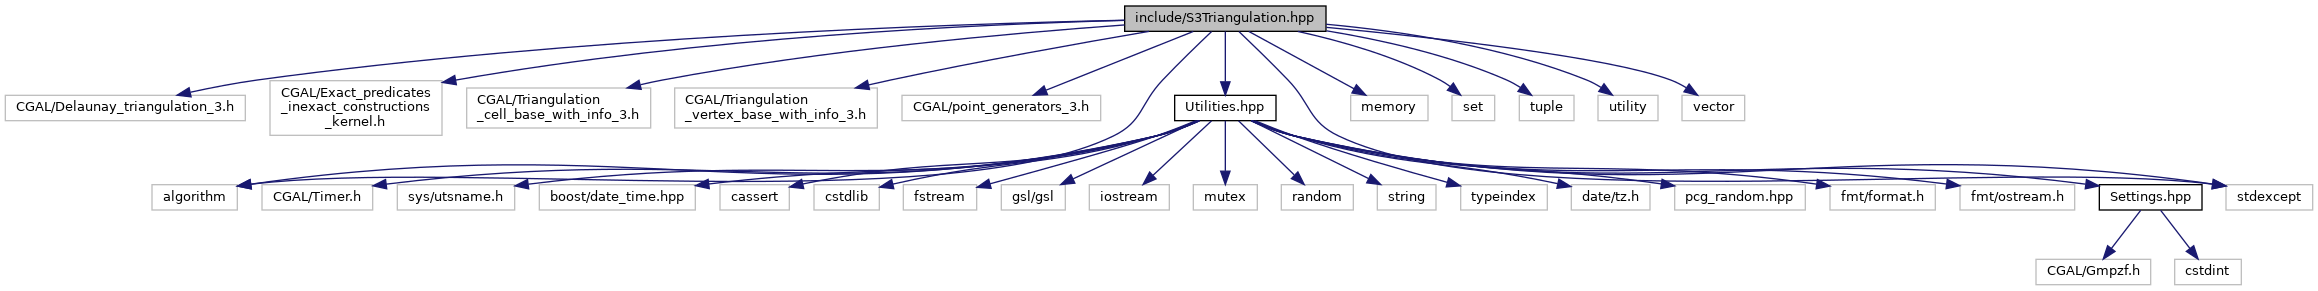 include/S3Triangulation.hpp
CGAL/Delaunay_triangulation_3.h
CGAL/Exact_predicates
_inexact_constructions
_kernel.h
CGAL/Triangulation
_cell_base_with_info_3.h
CGAL/Triangulation
_vertex_base_with_info_3.h
CGAL/point_generators_3.h
Utilities.hpp
memory
set
tuple
utility
vector
algorithm
CGAL/Timer.h
sys/utsname.h
boost/date_time.hpp
cassert
cstdlib
fstream
gsl/gsl
iostream
mutex
random
string
typeindex
date/tz.h
pcg_random.hpp
fmt/format.h
fmt/ostream.h
Settings.hpp
stdexcept
CGAL/Gmpzf.h
cstdint